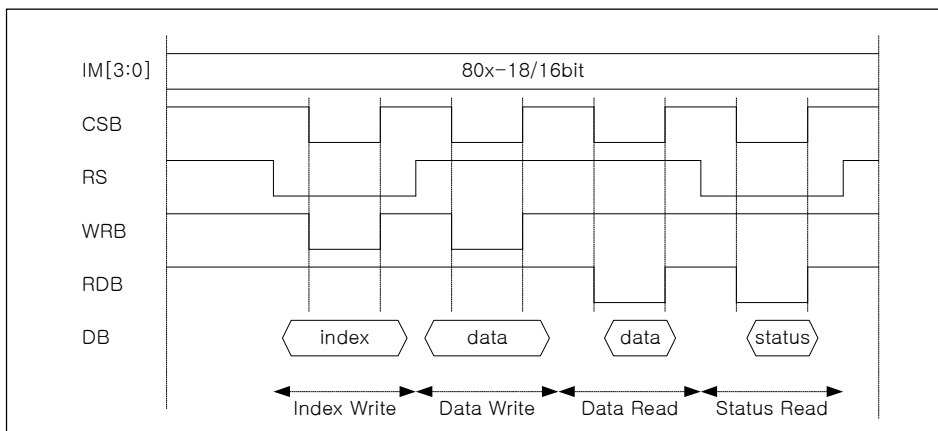 IM[3:0] 80x-18/16bit
CSB
RS
WRB
RDB
DB index data data status
Index Write Data Write Data Read Status Read